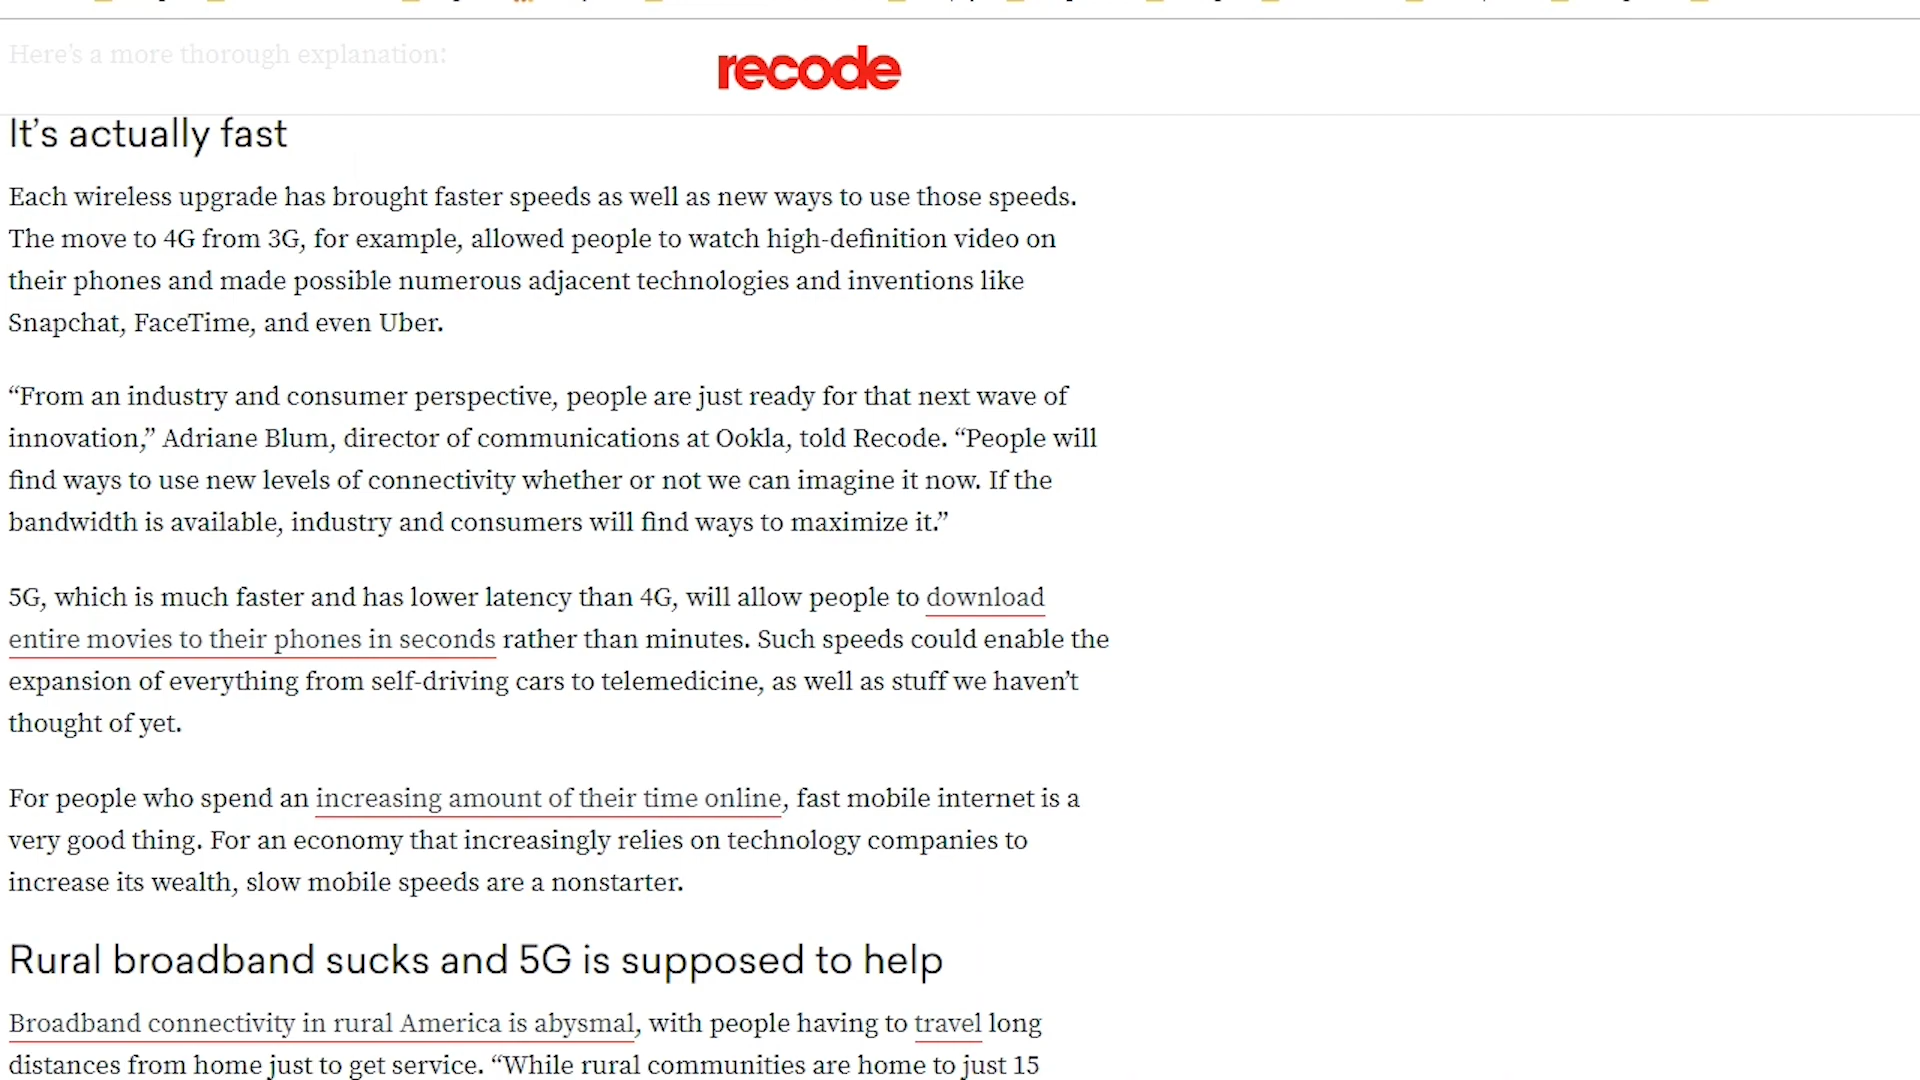 Here's a more thorough explanation:
recode
It's actually fast
Each wireless upgrade has brought faster speeds as well as new ways to use those speeds.
The move to 4G from 3G, for example, allowed people to watch high-definition video on
their phones and made possible numerous adjacent technologies and inventions like
Snapchat, FaceTime, and even Uber.
“From an industry and consumer perspective, people are just ready for that next wave of
innovation,” Adriane Blum, director of communications at Ookla, told Recode. “People will
find ways to use new levels of connectivity whether or not we can imagine it now. If the
bandwidth is available, industry and consumers will find ways to maximize it.”
5G, which is much faster and has lower latency than 4G, will allow people to download
entire movies to their phones in seconds rather than minutes. Such speeds could enable the
expansion of everything from self-driving cars to telemedicine, as well as stuff we haven't
thought of yet.
For people who spend an increasing amount of their time online, fast mobile internet is a
very good thing. For an economy that increasingly relies on technology companies to
increase its wealth, slow mobile speeds are a nonstarter.
Rural broadband sucks and 5G is supposed to help
Broadband connectivity in rural America is abysmal, with people having to travel long
distances from home just to get service. “While rural communities are home to just 15